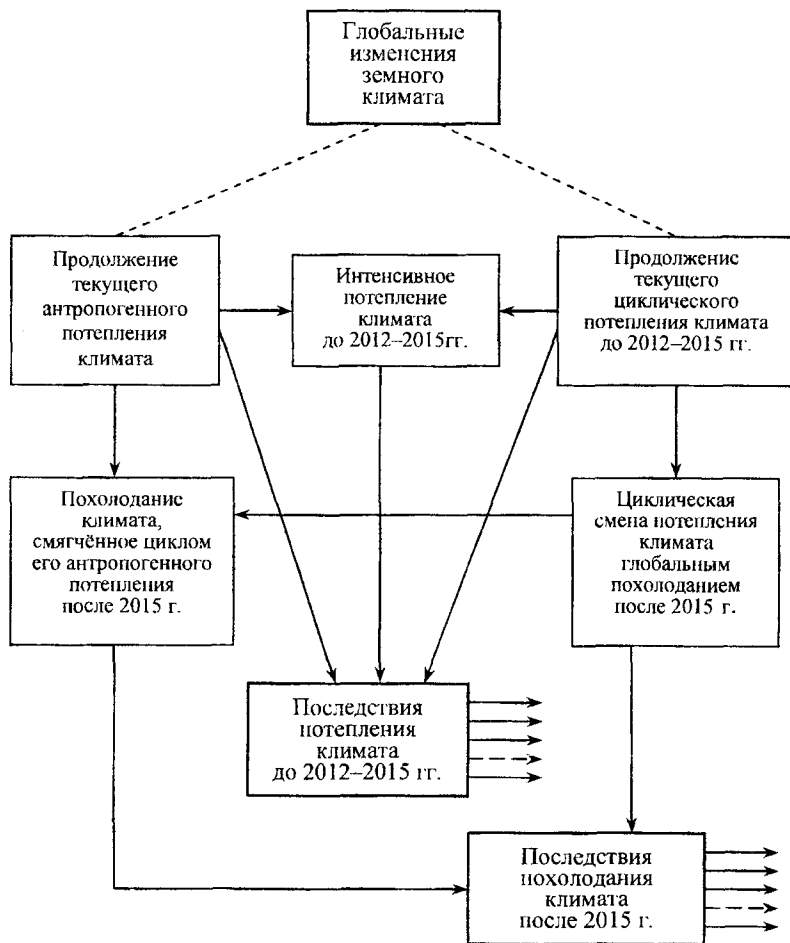 Глобальные
изменения
земного
климата
Продолжение
текущего
антропогенного
потепления
климата
Интенсивное
потепление
климата
до 2012–2015гг.
Продолжение
текущего
циклического
потепления климата
до 2012–2015 гг.
Похолодание
климата,
смягчённое циклом
его антропогенного
потепления
после 2015 г.
Циклическая
смена потепления
климата
глобальным
похолоданием
после 2015 г.
Последствия
потепления
климата
до 2012–2015 гг.
Последствия
похолодания
климата
после 2015 г.